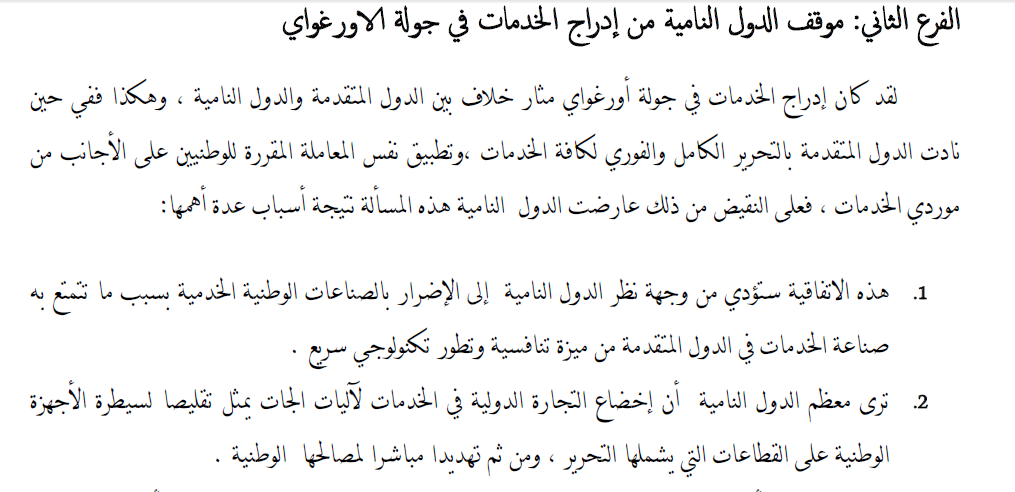 الفرع الثاني: موقف الدول النامية من إدراج الخدمات في جولة الاورغواي
لقد كان إدراج الخدمات في جولة أورغواي مثار خلاف بين الدول المتقدمة والدول النامية ، وهكذا ففي حين
نادت الدول المتقدمة بالتحرير الكامل والفوري لكافة الخدمات ،وتطبيق نفس المعاملة المقررة للوطنيين على الأجانب من
موردي الخدمات ، فعلى النقيض من ذلك عارضت الدول النامية هذه المسألة نتيجة أسباب عدة أهمها:
1. هذه الاتفاقية ستؤدي من وجهة نظر الدول النامية إلى الإضرار بالصناعات الوطنية الخدمية بسبب ما تتمتع به
صناعة الخدمات في الدول المتقدمة من ميزة تنافسية وتطور تكنولوجي سريع .
2. ترى معظم الدول النامية أن إخضاع التجارة الدولية في الخدمات لآليات الجات يمثل تقليصا لسيطرة الأجهزة
الوطنية على القطاعات التي يشملها التحرير ، ومن ثم تهديدا مباشرا لمصالحها الوطنية .